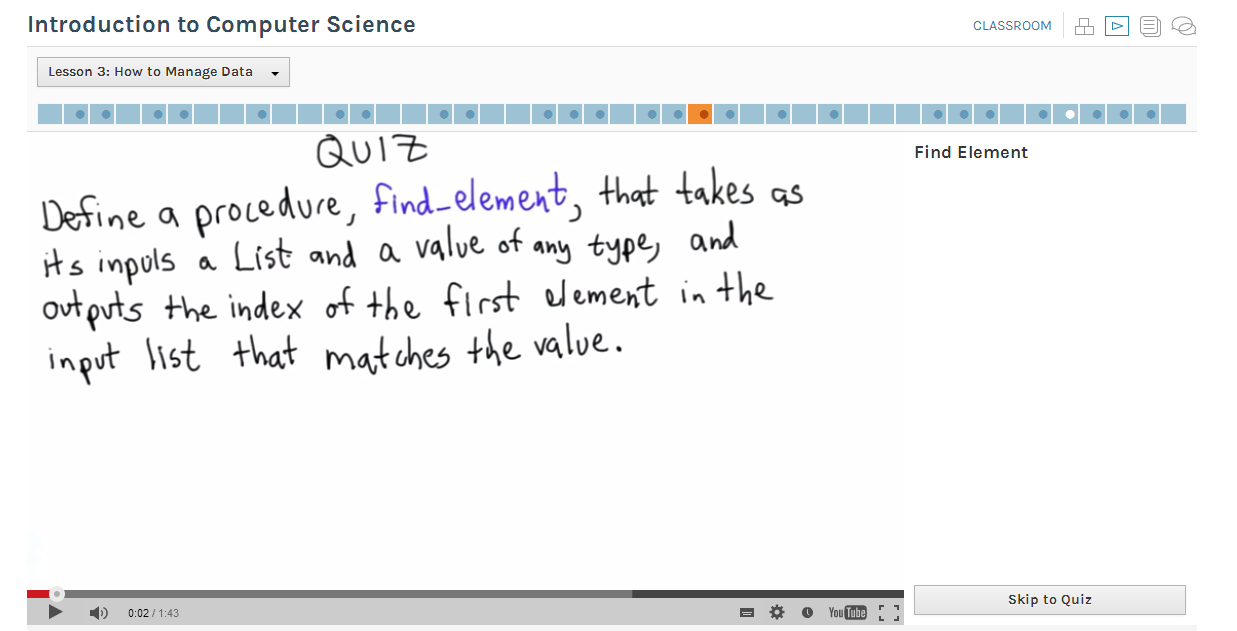 Introduction to Computer Science
CLASSROOM
Lesson 3: How to Manage Data
QUIZ
Find Element
Define a procedure, find_element, that takes as
its inputs a List and a value of any type, and
outputs the index of the first element in the
input list that matches the value.
Skip to Quiz
0:02 / 1:43
YouTube